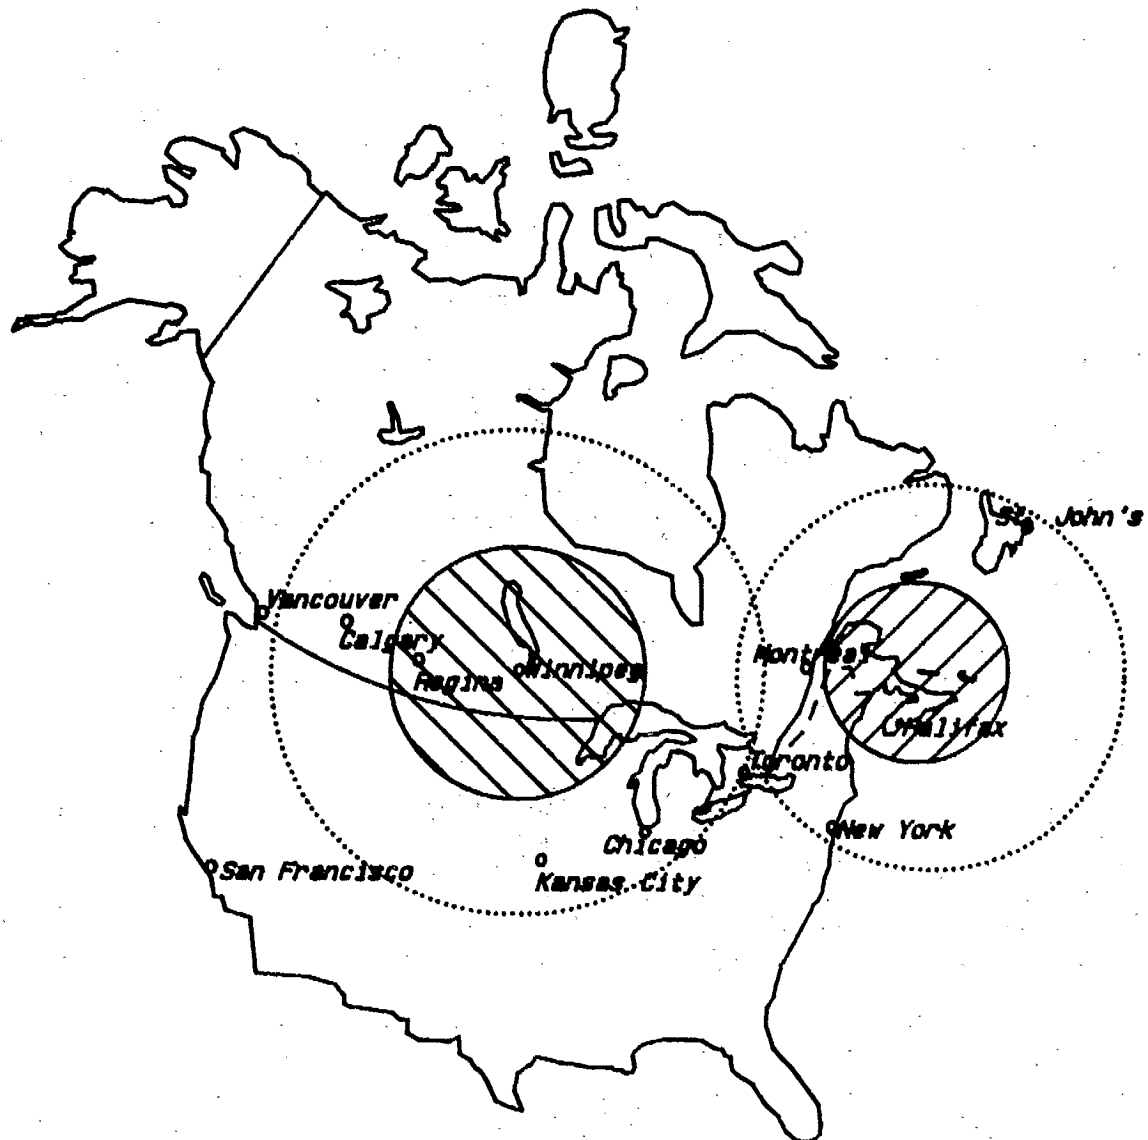 St. John's
Vancouver
Calgary
Regina
Winnipeg
Montreal
Halifax
Toronto
New York
Chicago
San Francisco
Kansas City